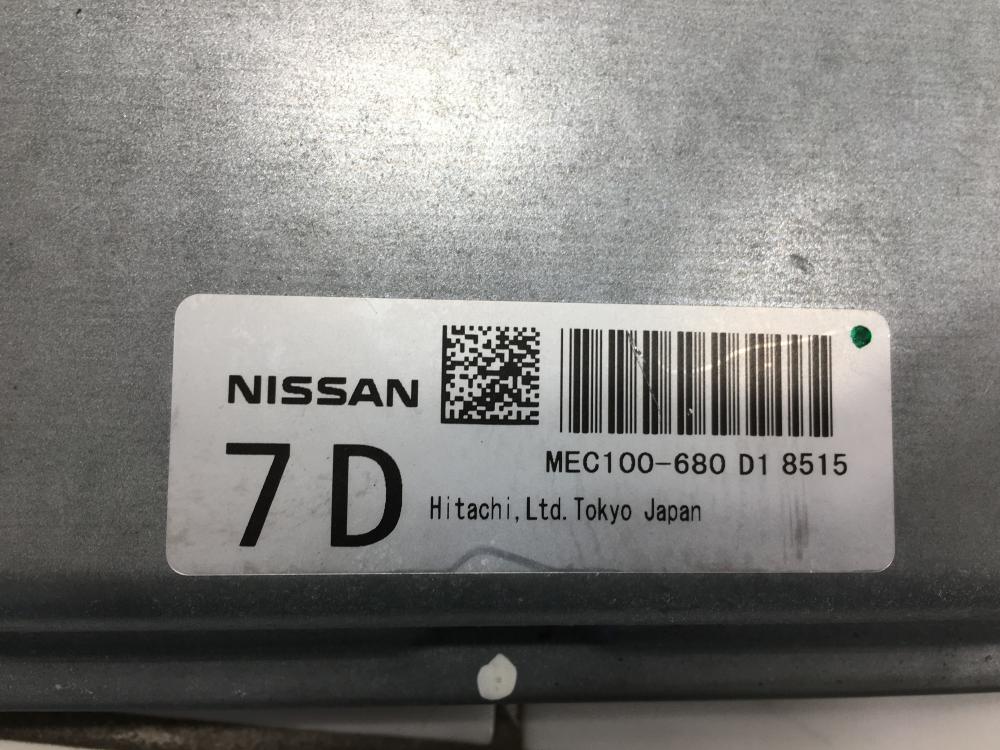 NISSAN
7D
MEC100-680 D1 8515
Hitachi,Ltd.Tokyo Japan